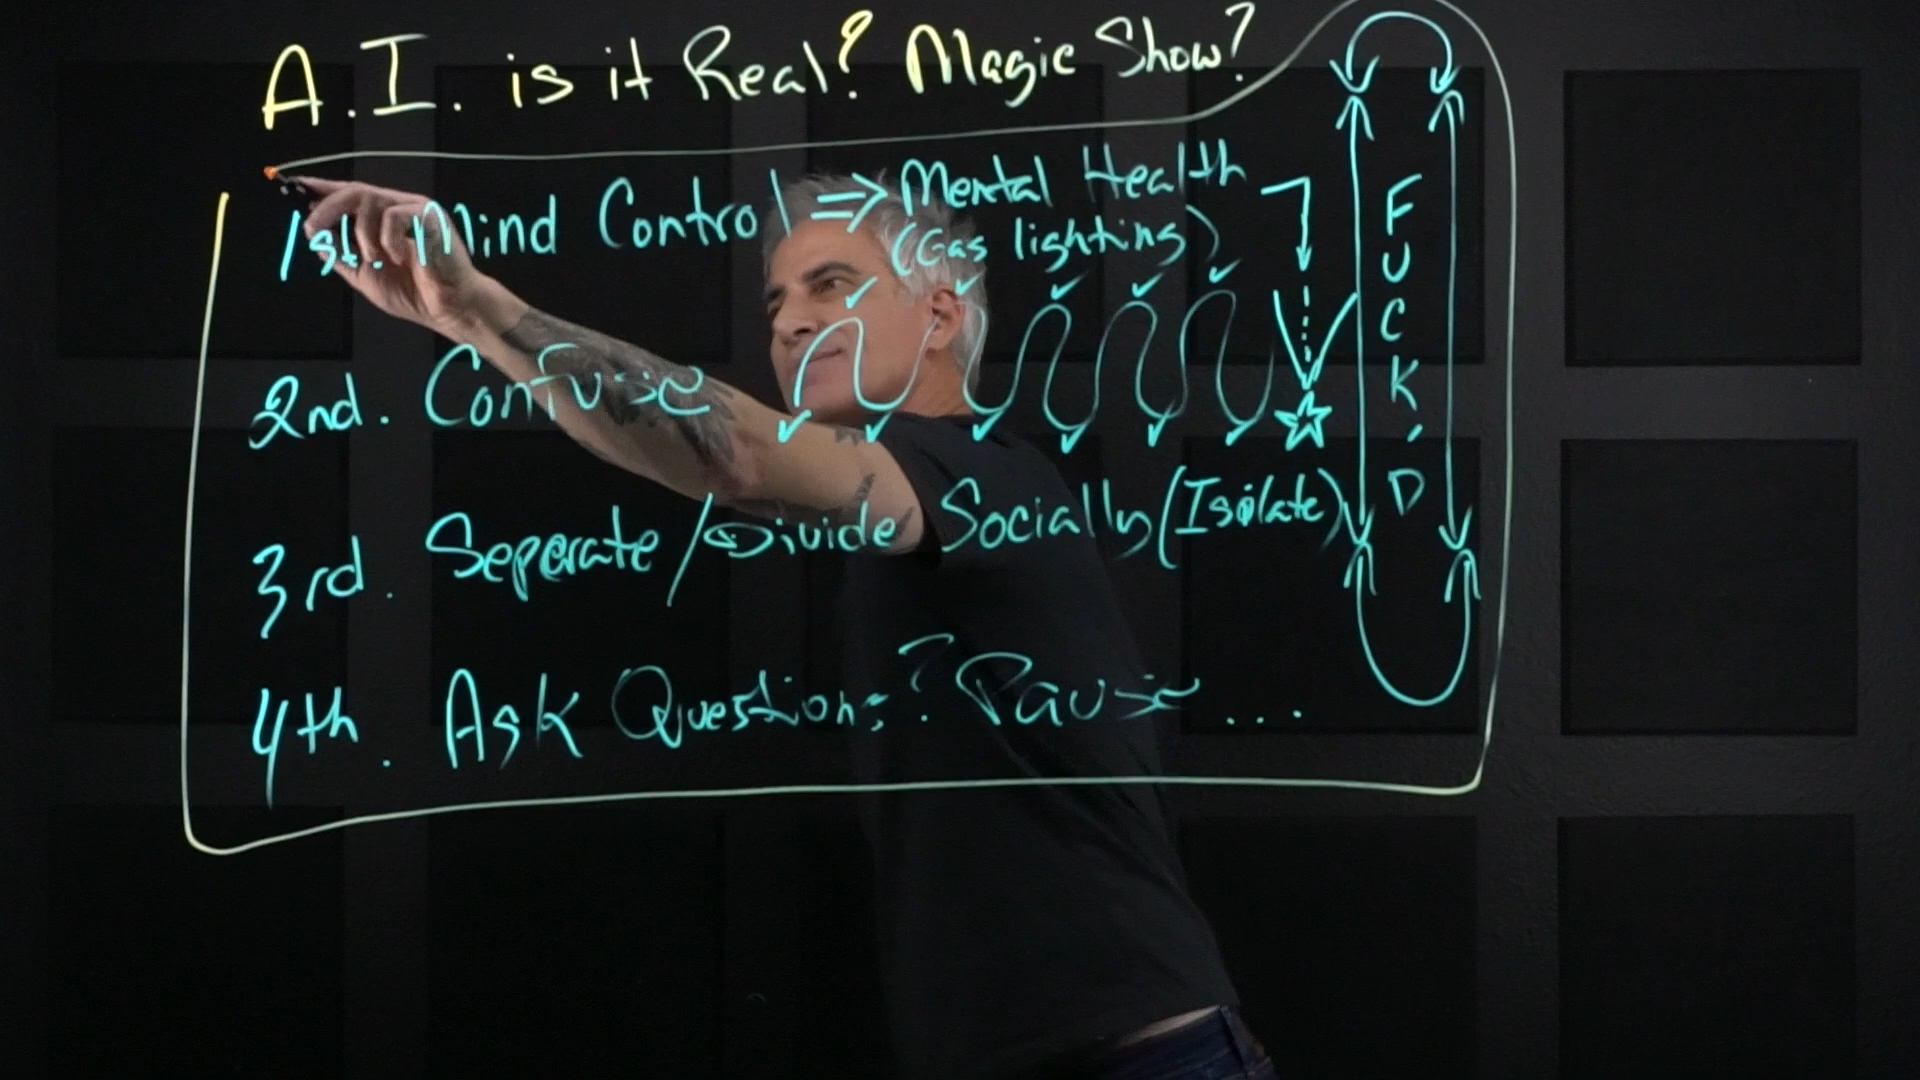 A.I. is it Real? Magic Show?
1st. Mind Control ⇒ Mental Health
(Gas lighting)
2nd. Confuse
3rd. Seperate/Divide Socially (Isolate)
4th. Ask Questions? Pause...
FUCK'D